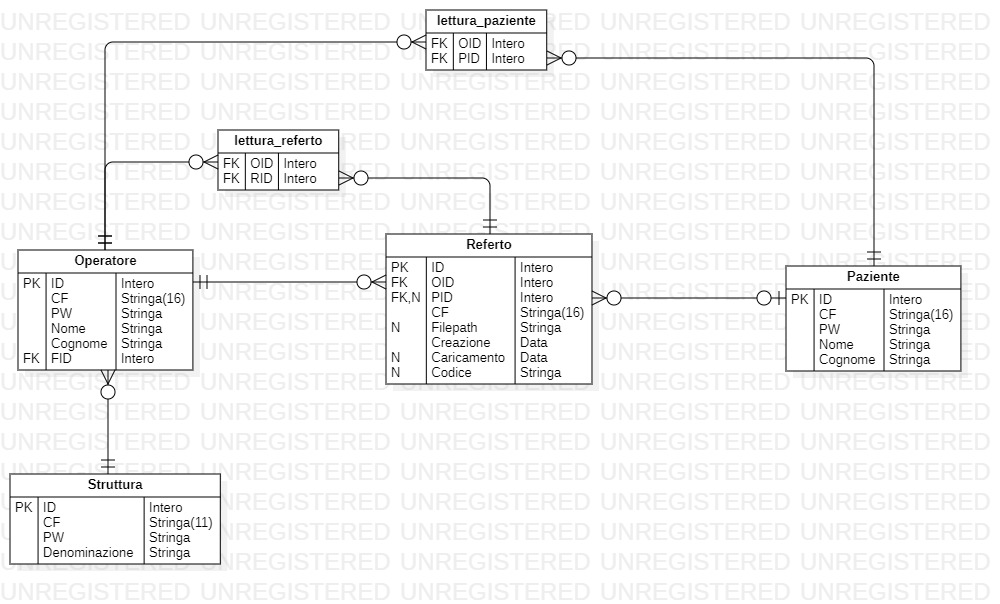 lettura_paziente
FK OID Intero
FK PID Intero
lettura_referto
FK OID Intero
FK RID Intero
Operatore
PK ID Intero
CF Stringa(16)
PW Stringa
Nome Stringa
Cognome Stringa
FK FID Intero
Referto
PK ID Intero
FK OID Intero
FK,N PID Intero
CF Stringa(16)
N Filepath Stringa
Creazione Data
N Caricamento Data
N Codice Stringa
Paziente
PK ID Intero
CF Stringa(16)
PW Stringa
Nome Stringa
Cognome Stringa
Struttura
PK ID Intero
CF Stringa(11)
PW Stringa
Denominazione Stringa
UNREGISTERED UNREGISTERED UNREGISTERED UNREGISTERED UNREGISTERED